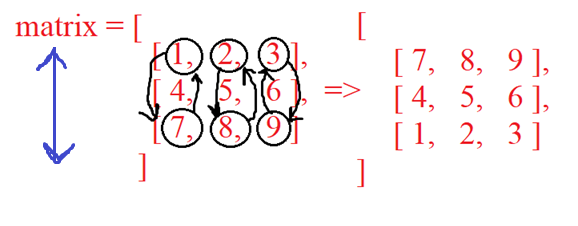 matrix = [ [
[ 1, 2, 3 ], [ 7, 8, 9 ],
[ 4, 5, 6 ], => [ 4, 5, 6 ],
[ 7, 8, 9 ] [ 1, 2, 3 ]
] ]